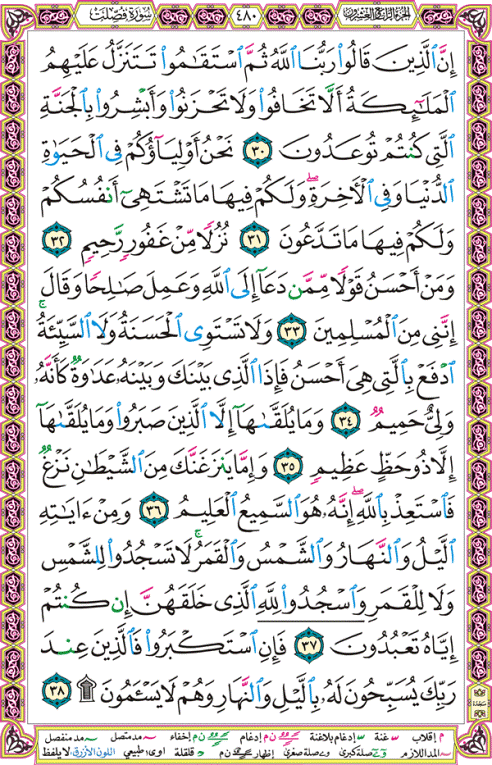 الجزء الرابع والعشرون ٤٨٠ سورة فصلت
إِنَّ ٱلَّذِينَ قَالُوا۟ رَبُّنَا ٱللَّهُ ثُمَّ ٱسْتَقَـٰمُوا۟ تَتَنَزَّلُ عَلَيْهِمُ
ٱلْمَلَـٰٓئِكَةُ أَلَّا تَخَافُوا۟ وَلَا تَحْزَنُوا۟ وَأَبْشِرُوا۟ بِٱلْجَنَّةِ
ٱلَّتِى كُنتُمْ تُوعَدُونَ ٣٠ نَحْنُ أَوْلِيَآؤُكُمْ فِى ٱلْحَيَوٰةِ
ٱلدُّنْيَا وَفِى ٱلْـَٔاخِرَةِ ۖ وَلَكُمْ فِيهَا مَا تَشْتَهِىٓ أَنفُسُكُمْ
وَلَكُمْ فِيهَا مَا تَدَّعُونَ ٣١ نُزُلًا مِّنْ غَفُورٍ رَّحِيمٍ ٣٢
وَمَنْ أَحْسَنُ قَوْلًا مِّمَّن دَعَآ إِلَى ٱللَّهِ وَعَمِلَ صَـٰلِحًا وَقَالَ
إِنَّنِى مِنَ ٱلْمُسْلِمِينَ ٣٣ وَلَا تَسْتَوِى ٱلْحَسَنَةُ وَلَا ٱلسَّيِّئَةُ ۚ
ٱدْفَعْ بِٱلَّتِى هِىَ أَحْسَنُ فَإِذَا ٱلَّذِى بَيْنَكَ وَبَيْنَهُۥ عَدَٰوَةٌ كَأَنَّهُۥ
وَلِىٌّ حَمِيمٌ ٣٤ وَمَا يُلَقَّىٰهَآ إِلَّا ٱلَّذِينَ صَبَرُوا۟ وَمَا يُلَقَّىٰهَآ
إِلَّا ذُو حَظٍّ عَظِيمٍ ٣٥ وَإِمَّا يَنزَغَنَّكَ مِنَ ٱلشَّيْطَـٰنِ نَزْغٌ
فَٱسْتَعِذْ بِٱللَّهِ ۖ إِنَّهُۥ هُوَ ٱلسَّمِيعُ ٱلْعَلِيمُ ٣٦ وَمِنْ ءَايَـٰتِهِ
ٱلَّيْلُ وَٱلنَّهَارُ وَٱلشَّمْسُ وَٱلْقَمَرُ ۚ لَا تَسْجُدُوا۟ لِلشَّمْسِ
وَلَا لِلْقَمَرِ وَٱسْجُدُوا۟ لِلَّهِ ٱلَّذِى خَلَقَهُنَّ إِن كُنتُمْ
إِيَّاهُ تَعْبُدُونَ ٣٧ فَإِنِ ٱسْتَكْبَرُوا۟ فَٱلَّذِينَ عِندَ
رَبِّكَ يُسَبِّحُونَ لَهُۥ بِٱلَّيْلِ وَٱلنَّهَارِ وَهُمْ لَا يَسْـَٔمُونَ ۩ ٣٨
سجدة
م إقلاب س غنة إدغام بلاغنة ن م إدغام ن م إخفاء مد متصل مد منفصل
المد اللازم صلة كبرى صلة صغرى إظهار ن م قلقلة اوى طبيعي اللون الأزرق لا يلفظ